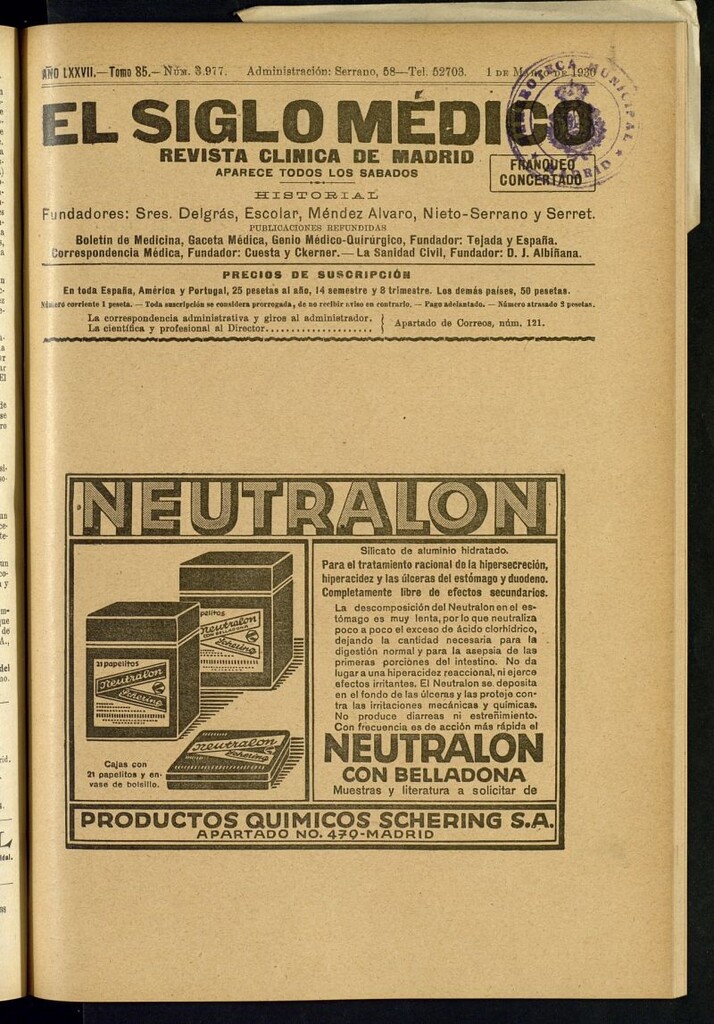 AÑO LXXVII.—Tomo 85.—NÚM. 3.977. Administración: Serrano, 58—Tel. 52703. 1 DE MARZO DE 1930
EL SIGLO MÉDICO
REVISTA CLINICA DE MADRID
APARECE TODOS LOS SABADOS
FRANQUEO
CONCERTADO
HEMEROTECA MUNICIPAL
MADRID
HISTORIAL
Fundadores: Sres. Delgrás, Escolar, Méndez Alvaro, Nieto-Serrano y Serret.
PUBLICACIONES REFUNDIDAS
Boletín de Medicina, Gaceta Médica, Genio Médico-Quirúrgico, Fundador: Tejada y España.
Correspondencia Médica, Fundador: Cuesta y Ckerner.—La Sanidad Civil, Fundador: D. J. Albiñana.
PRECIOS DE SUSCRIPCIÓN
En toda España, América y Portugal, 25 pesetas al año, 14 semestre y 8 trimestre. Los demás países, 50 pesetas.
Número corriente 1 peseta. — Toda suscripción se considera prorrogada, de no recibir aviso en contrario. — Pago adelantado. — Número atrasado 2 pesetas.
La correspondencia administrativa y giros al administrador.
La científica y profesional al Director.....................
Apartado de Correos, núm. 121.
NEUTRALON
21 papelitos
Neutralon
Schering
papelitos
Neutralon
CON BELLADONA
Schering
Neutralon
Schering
Cajas con
21 papelitos y en-
vase de bolsillo.
Silicato de aluminio hidratado.
Para el tratamiento racional de la hipersecreción,
hiperacidez y las úlceras del estómago y duodeno.
Completamente libre de efectos secundarios.
La descomposición del Neutralon en el es-
tómago es muy lenta, por lo que neutraliza
poco a poco el exceso de ácido clorhídrico,
dejando la cantidad necesaria para la
digestión normal y para la asepsia de las
primeras porciones del intestino. No da
lugar a una hiperacidez reaccional, ni ejerce
efectos irritantes. El Neutralon se deposita
en el fondo de las úlceras y las proteje con-
tra las irritaciones mecánicas y químicas.
No produce diarreas ni estreñimiento.
Con frecuencia es de acción más rápida el
NEUTRALON
CON BELLADONA
Muestras y literatura a solicitar de
PRODUCTOS QUIMICOS SCHERING S.A.
APARTADO NO. 479-MADRID